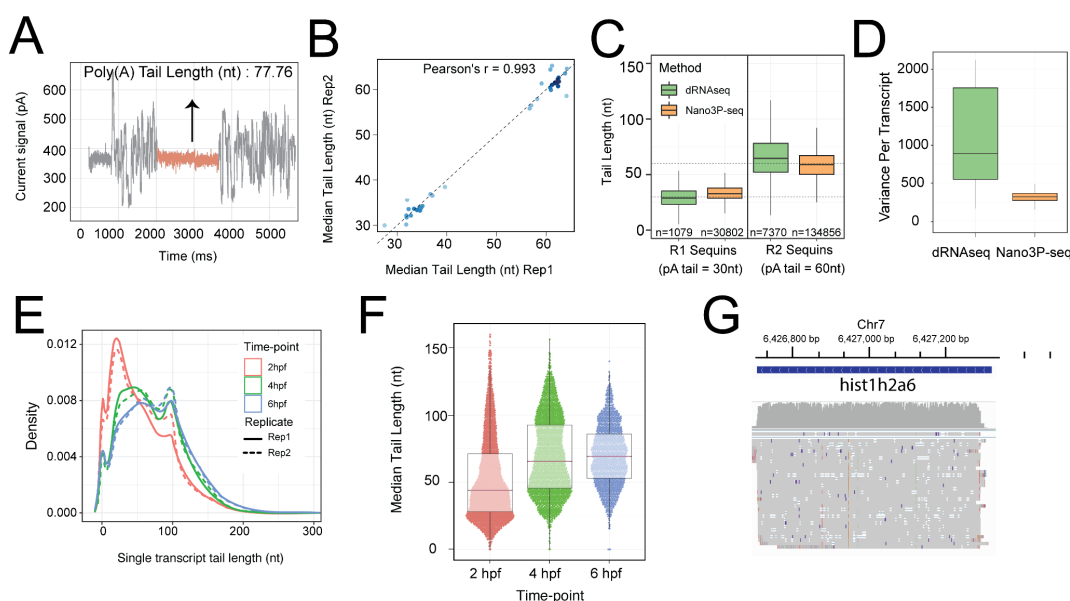 A
Poly(A) Tail Length (nt) : 77.76
Current signal (pA)
600
500
400
300
200
0 1000 2000 3000 4000 5000
Time (ms)
B
Pearson's r = 0.993
Median Tail Length (nt) Rep2
60
50
40
30
30 40 50 60
Median Tail Length (nt) Rep1
C
Method
dRNAseq
Nano3P-seq
Tail Length (nt)
150
100
50
0
n=1079 n=30802 n=7370 n=134856
R1 Sequins R2 Sequins
(pA tail = 30nt) (pA tail = 60nt)
D
Variance Per Transcript
2000
1500
1000
500
0
dRNAseq Nano3P-seq
E
Density
0.012
0.008
0.004
0.000
Time-point
2hpf
4hpf
6hpf
Replicate
Rep1
Rep2
0 100 200 300
Single transcript tail length (nt)
F
Median Tail Length (nt)
150
100
50
0
2 hpf 4 hpf 6 hpf
Time-point
G
Chr7
6,426,800 bp 6,427,000 bp 6,427,200 bp
hist1h2a6